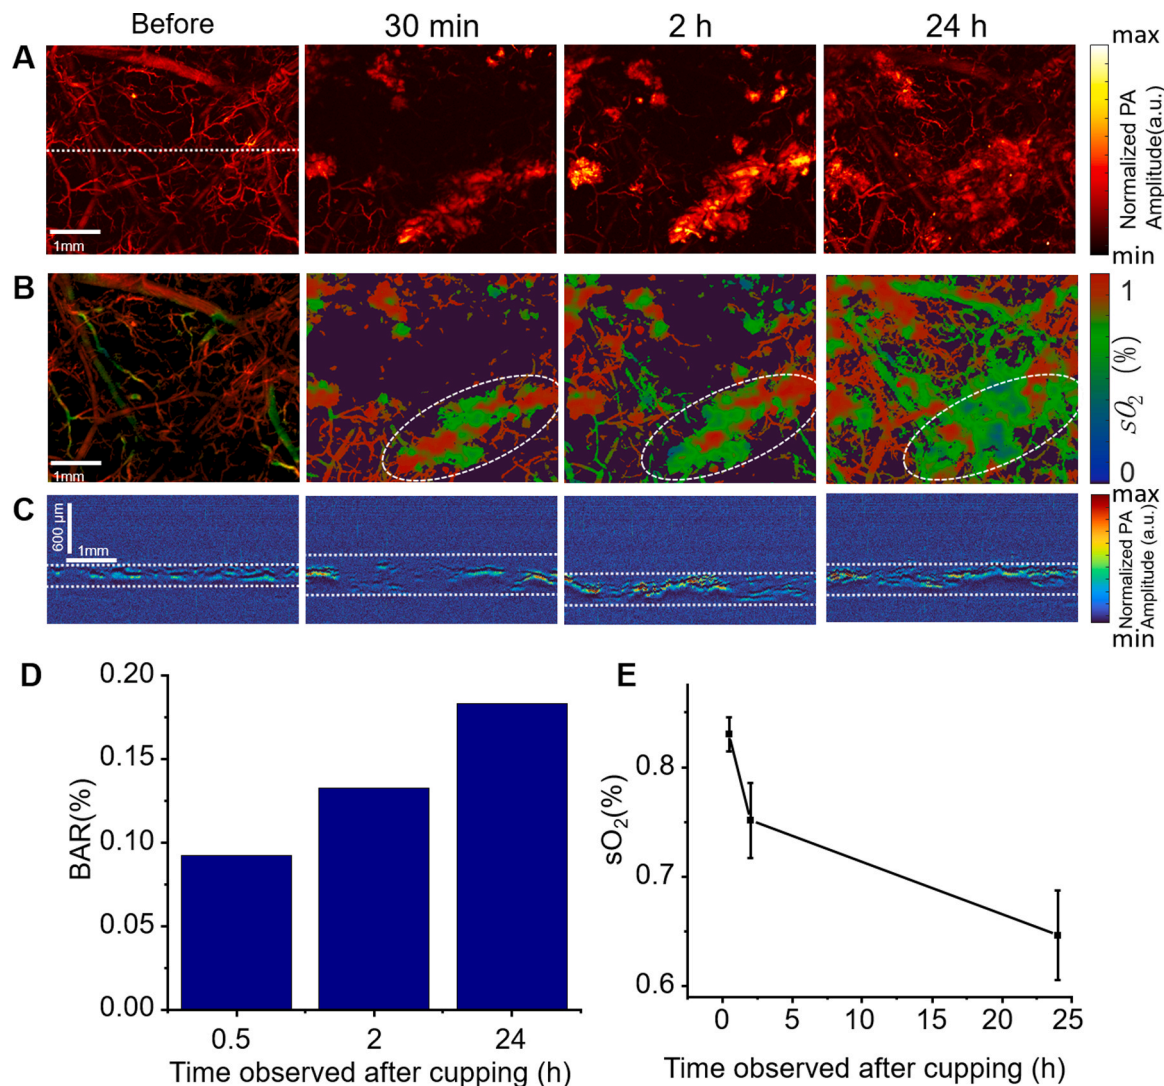 Before 30 min 2 h 24 h
A
max
Normalized PA
Amplitude(a.u.)
min
1mm
B
1
sO2 (%)
0
1mm
C
600 μm
1mm
max
Normalized PA
Amplitude (a.u.)
min
D
0.20
0.15
0.10
0.05
0.00
BAR(%)
0.5 2 24
Time observed after cupping (h)
E
0.8
0.7
0.6
sO2(%)
0 5 10 15 20 25
Time observed after cupping (h)